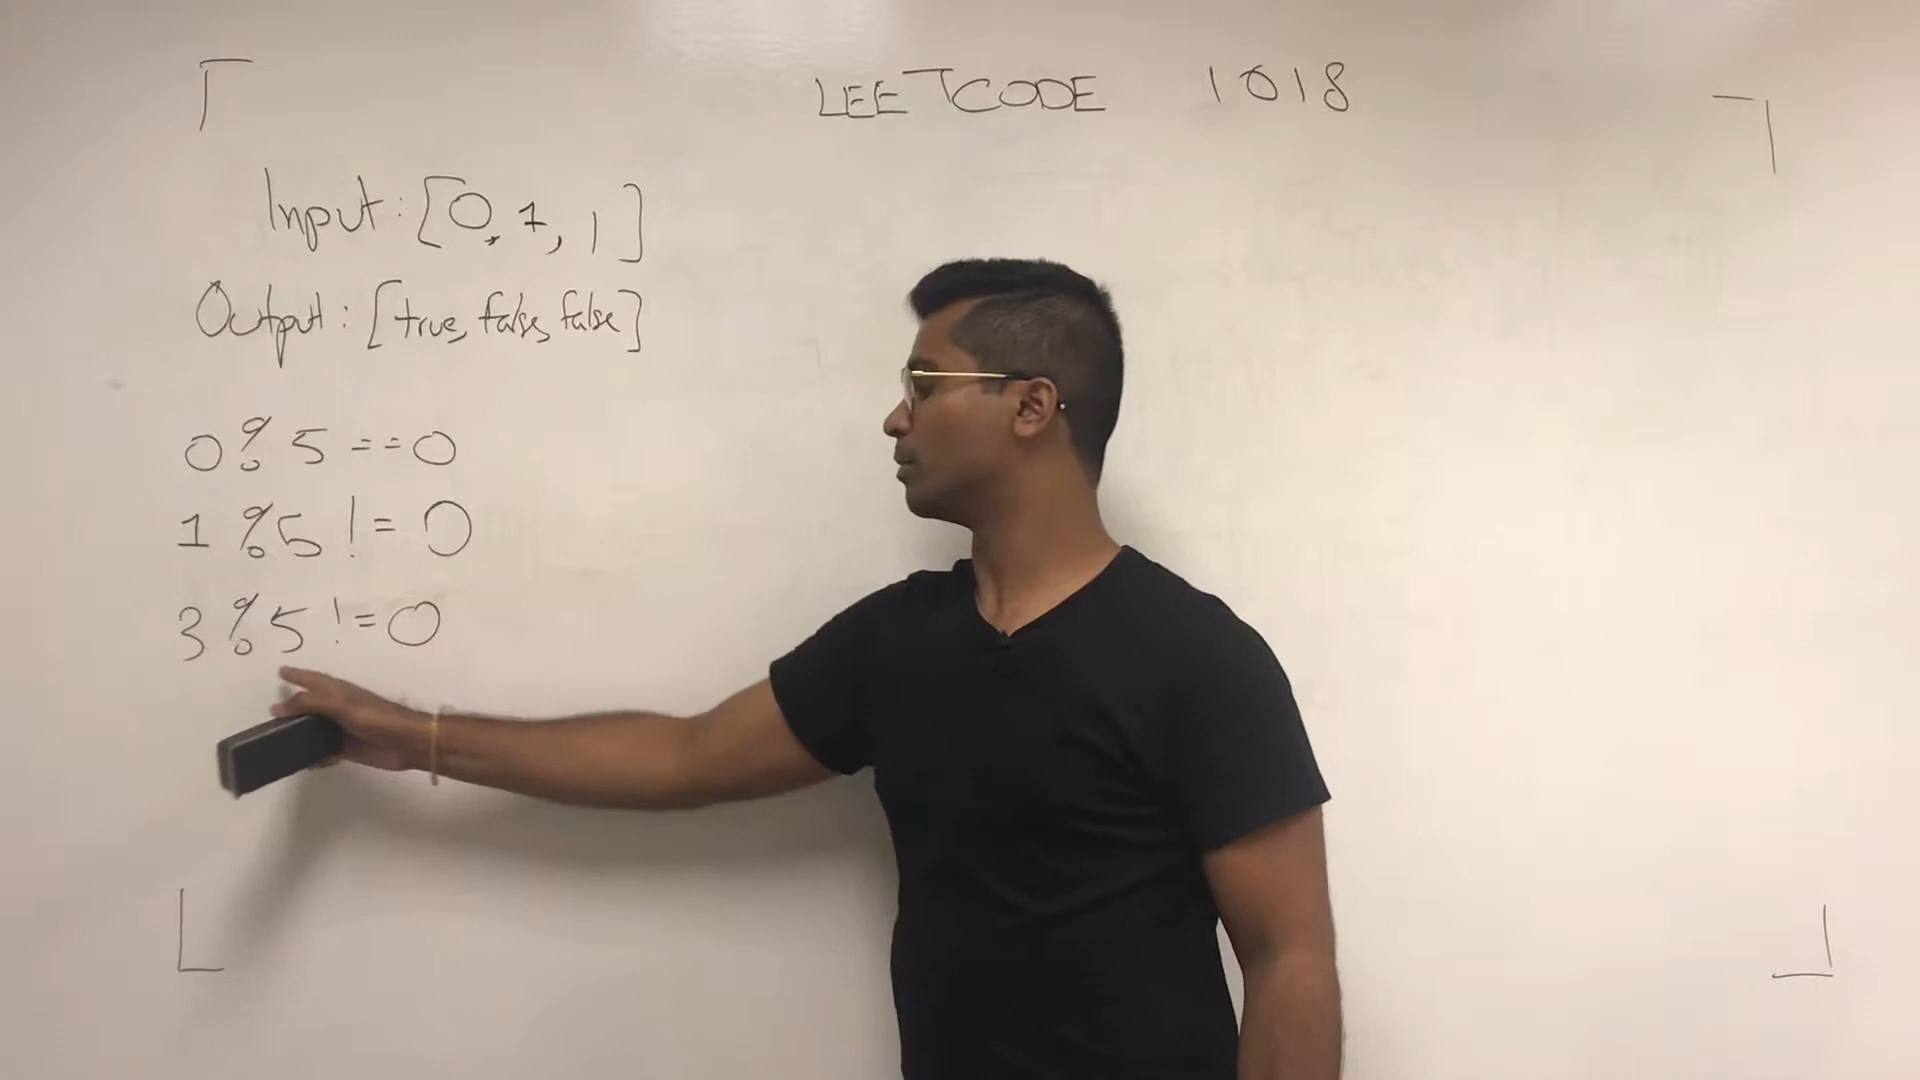 LEETCODE 1018
Input: [0, 1, 1]
Output: [true, false, false]
0 % 5 == 0
1 % 5 != 0
3 % 5 != 0